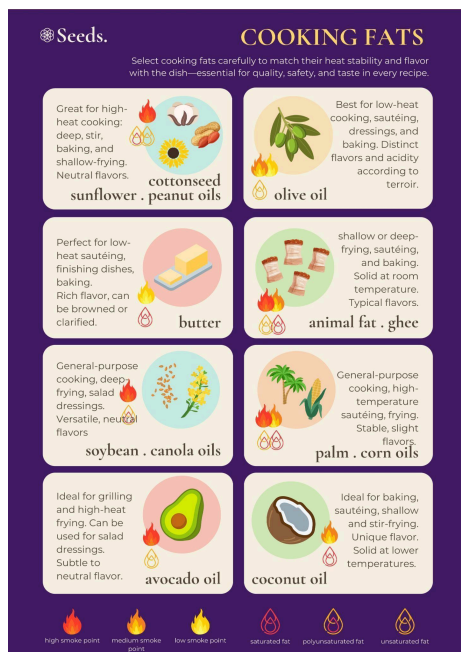 Seeds.
COOKING FATS
Select cooking fats carefully to match their heat stability and flavor
with the dish—essential for quality, safety, and taste in every recipe.
Great for high-
heat cooking:
deep, stir,
baking, and
shallow-frying.
Neutral flavors.
cottonseed
sunflower . peanut oils
Best for low-heat
cooking, sautéing,
dressings, and
baking. Distinct
flavors and acidity
according to
terroir.
olive oil
Perfect for low-
heat sautéing,
finishing dishes,
baking.
Rich flavor, can
be browned or
clarified.
butter
shallow or deep-
frying, sautéing,
and baking.
Solid at room
temperature.
Typical flavors.
animal fat . ghee
General-purpose
cooking, deep-
frying, salad
dressings.
Versatile, neutral
flavors
soybean . canola oils
General-purpose
cooking, high-
temperature
sautéing, frying.
Stable, slight
flavors.
palm . corn oils
Ideal for grilling
and high-heat
frying. Can be
used for salad
dressings.
Subtle to
neutral flavor.
avocado oil
Ideal for baking,
sautéing, shallow
and stir-frying.
Unique flavor.
Solid at lower
temperatures.
coconut oil
high smoke point
medium smoke
point
low smoke point
saturated fat
polyunsaturated fat
unsaturated fat